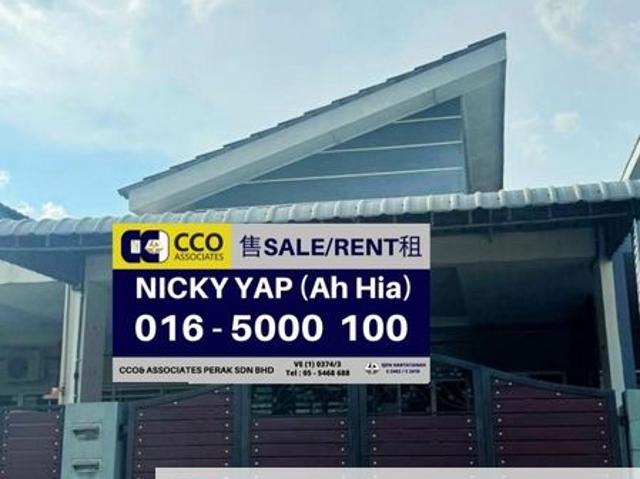 CCO
ASSOCIATES
售SALE/RENT租
NICKY YAP (Ah Hia)
016 - 5000 100
CCO& ASSOCIATES PERAK SDN BHD
VE (1) 0374/3
Tel : 05 - 5468 688